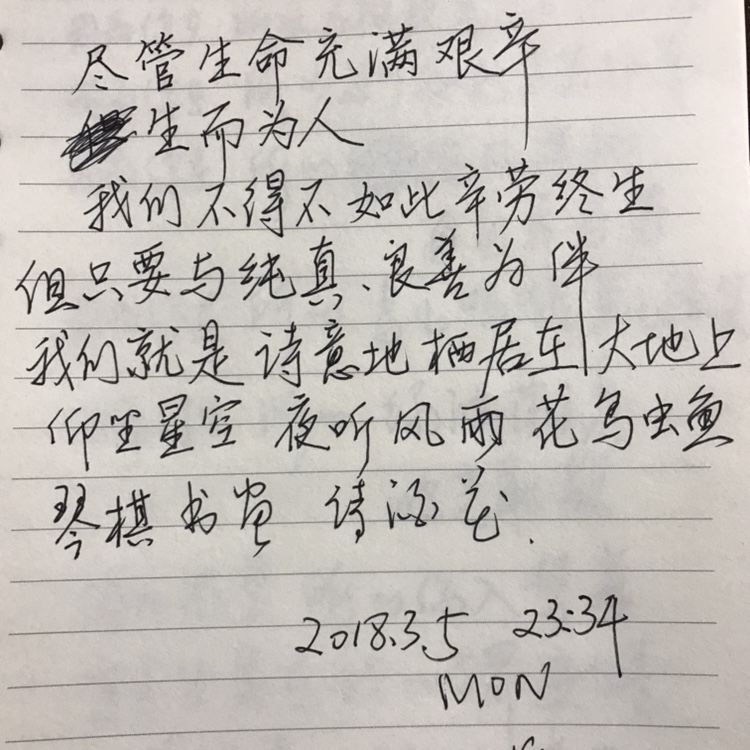 尽管生命充满艰辛
生而为人
我们不得不如此辛劳终生
但只要与纯真、良善为伴
我们就是诗意地栖居在大地上
仰望星空 夜听风雨 花鸟虫鱼
琴棋书画 诗酒花.
2018.3.5 23:34
MON